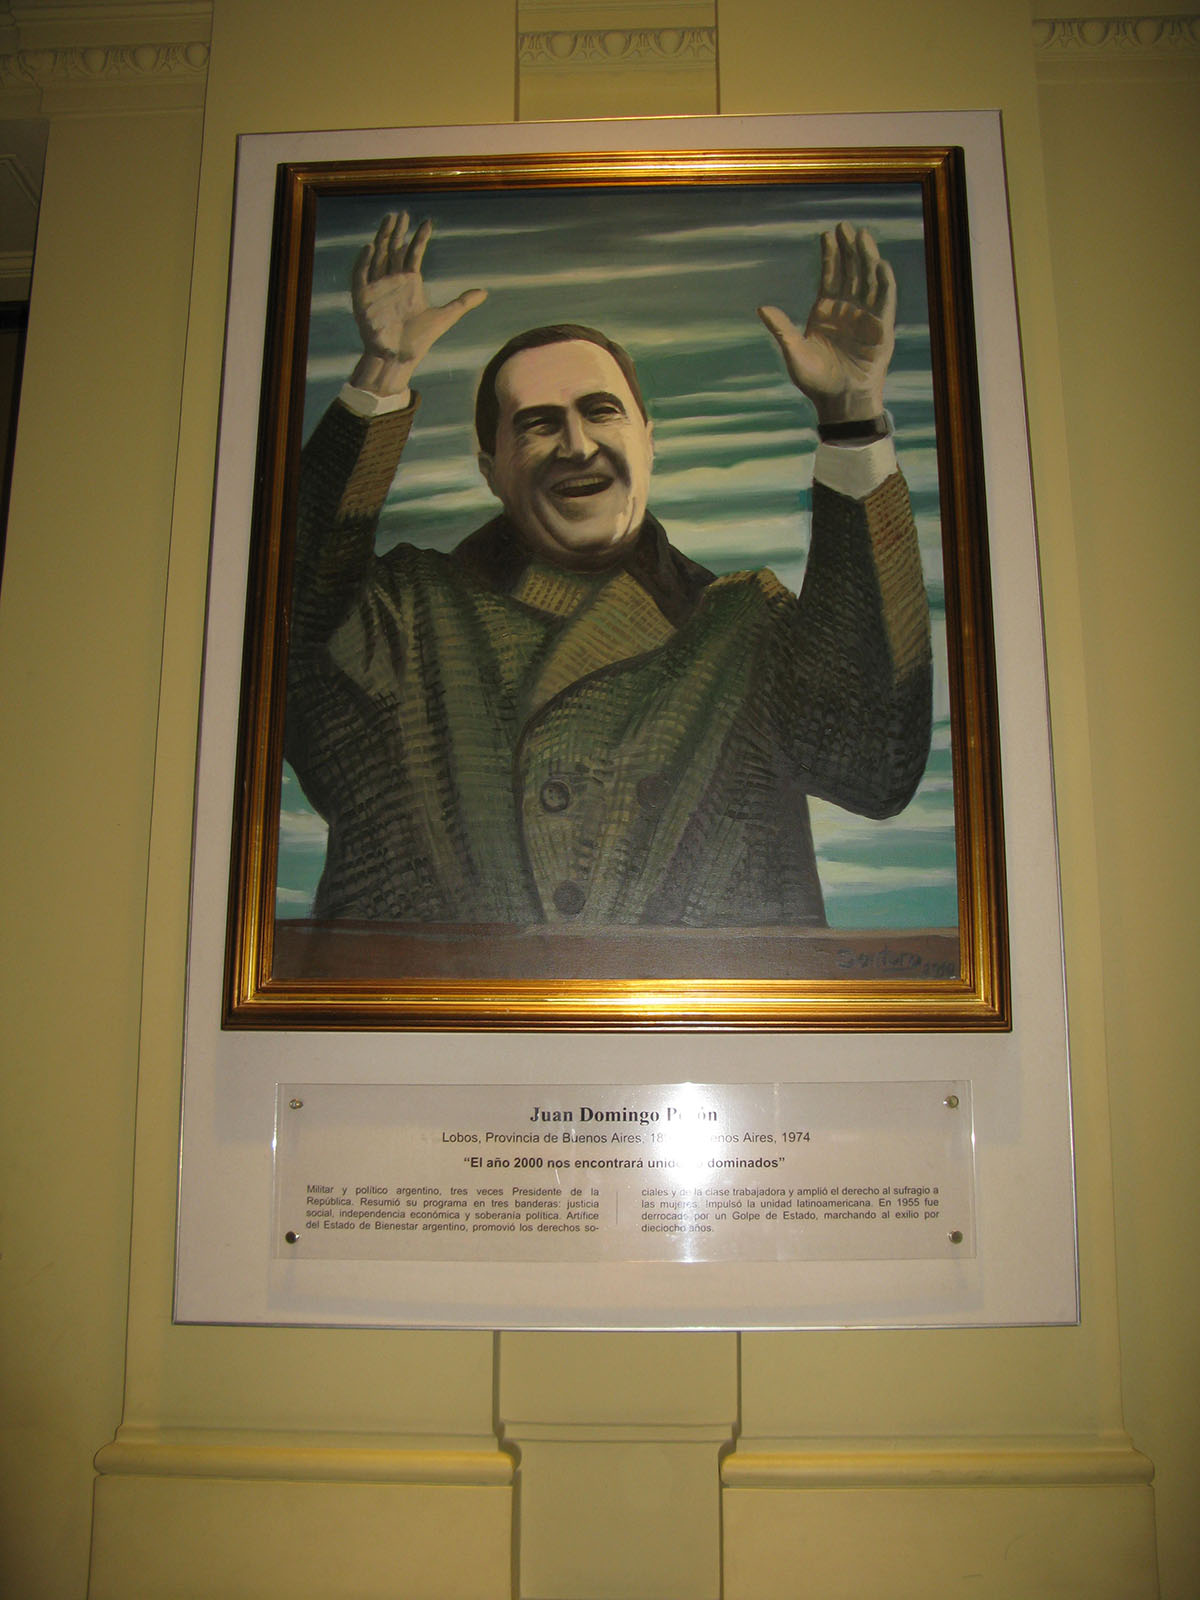 Santoro
Juan Domingo
Lobos, Provincia de Buenos Aires, Aires, 1974
“El año 2000 nos encontrará dominados”
Militar y político argentino, tres veces Presidente de la
República. Resumió su programa en tres banderas: justicia
social, independencia económica y soberanía política. Artífice
del Estado de Bienestar argentino, promovió los derechos so-
ciales y de la clase trabajadora y amplió el derecho al sufragio a
las mujeres. Impulsó la unidad latinoamericana. En 1955 fue
derrocado por un Golpe de Estado, marchando al exilio por
dieciocho años.